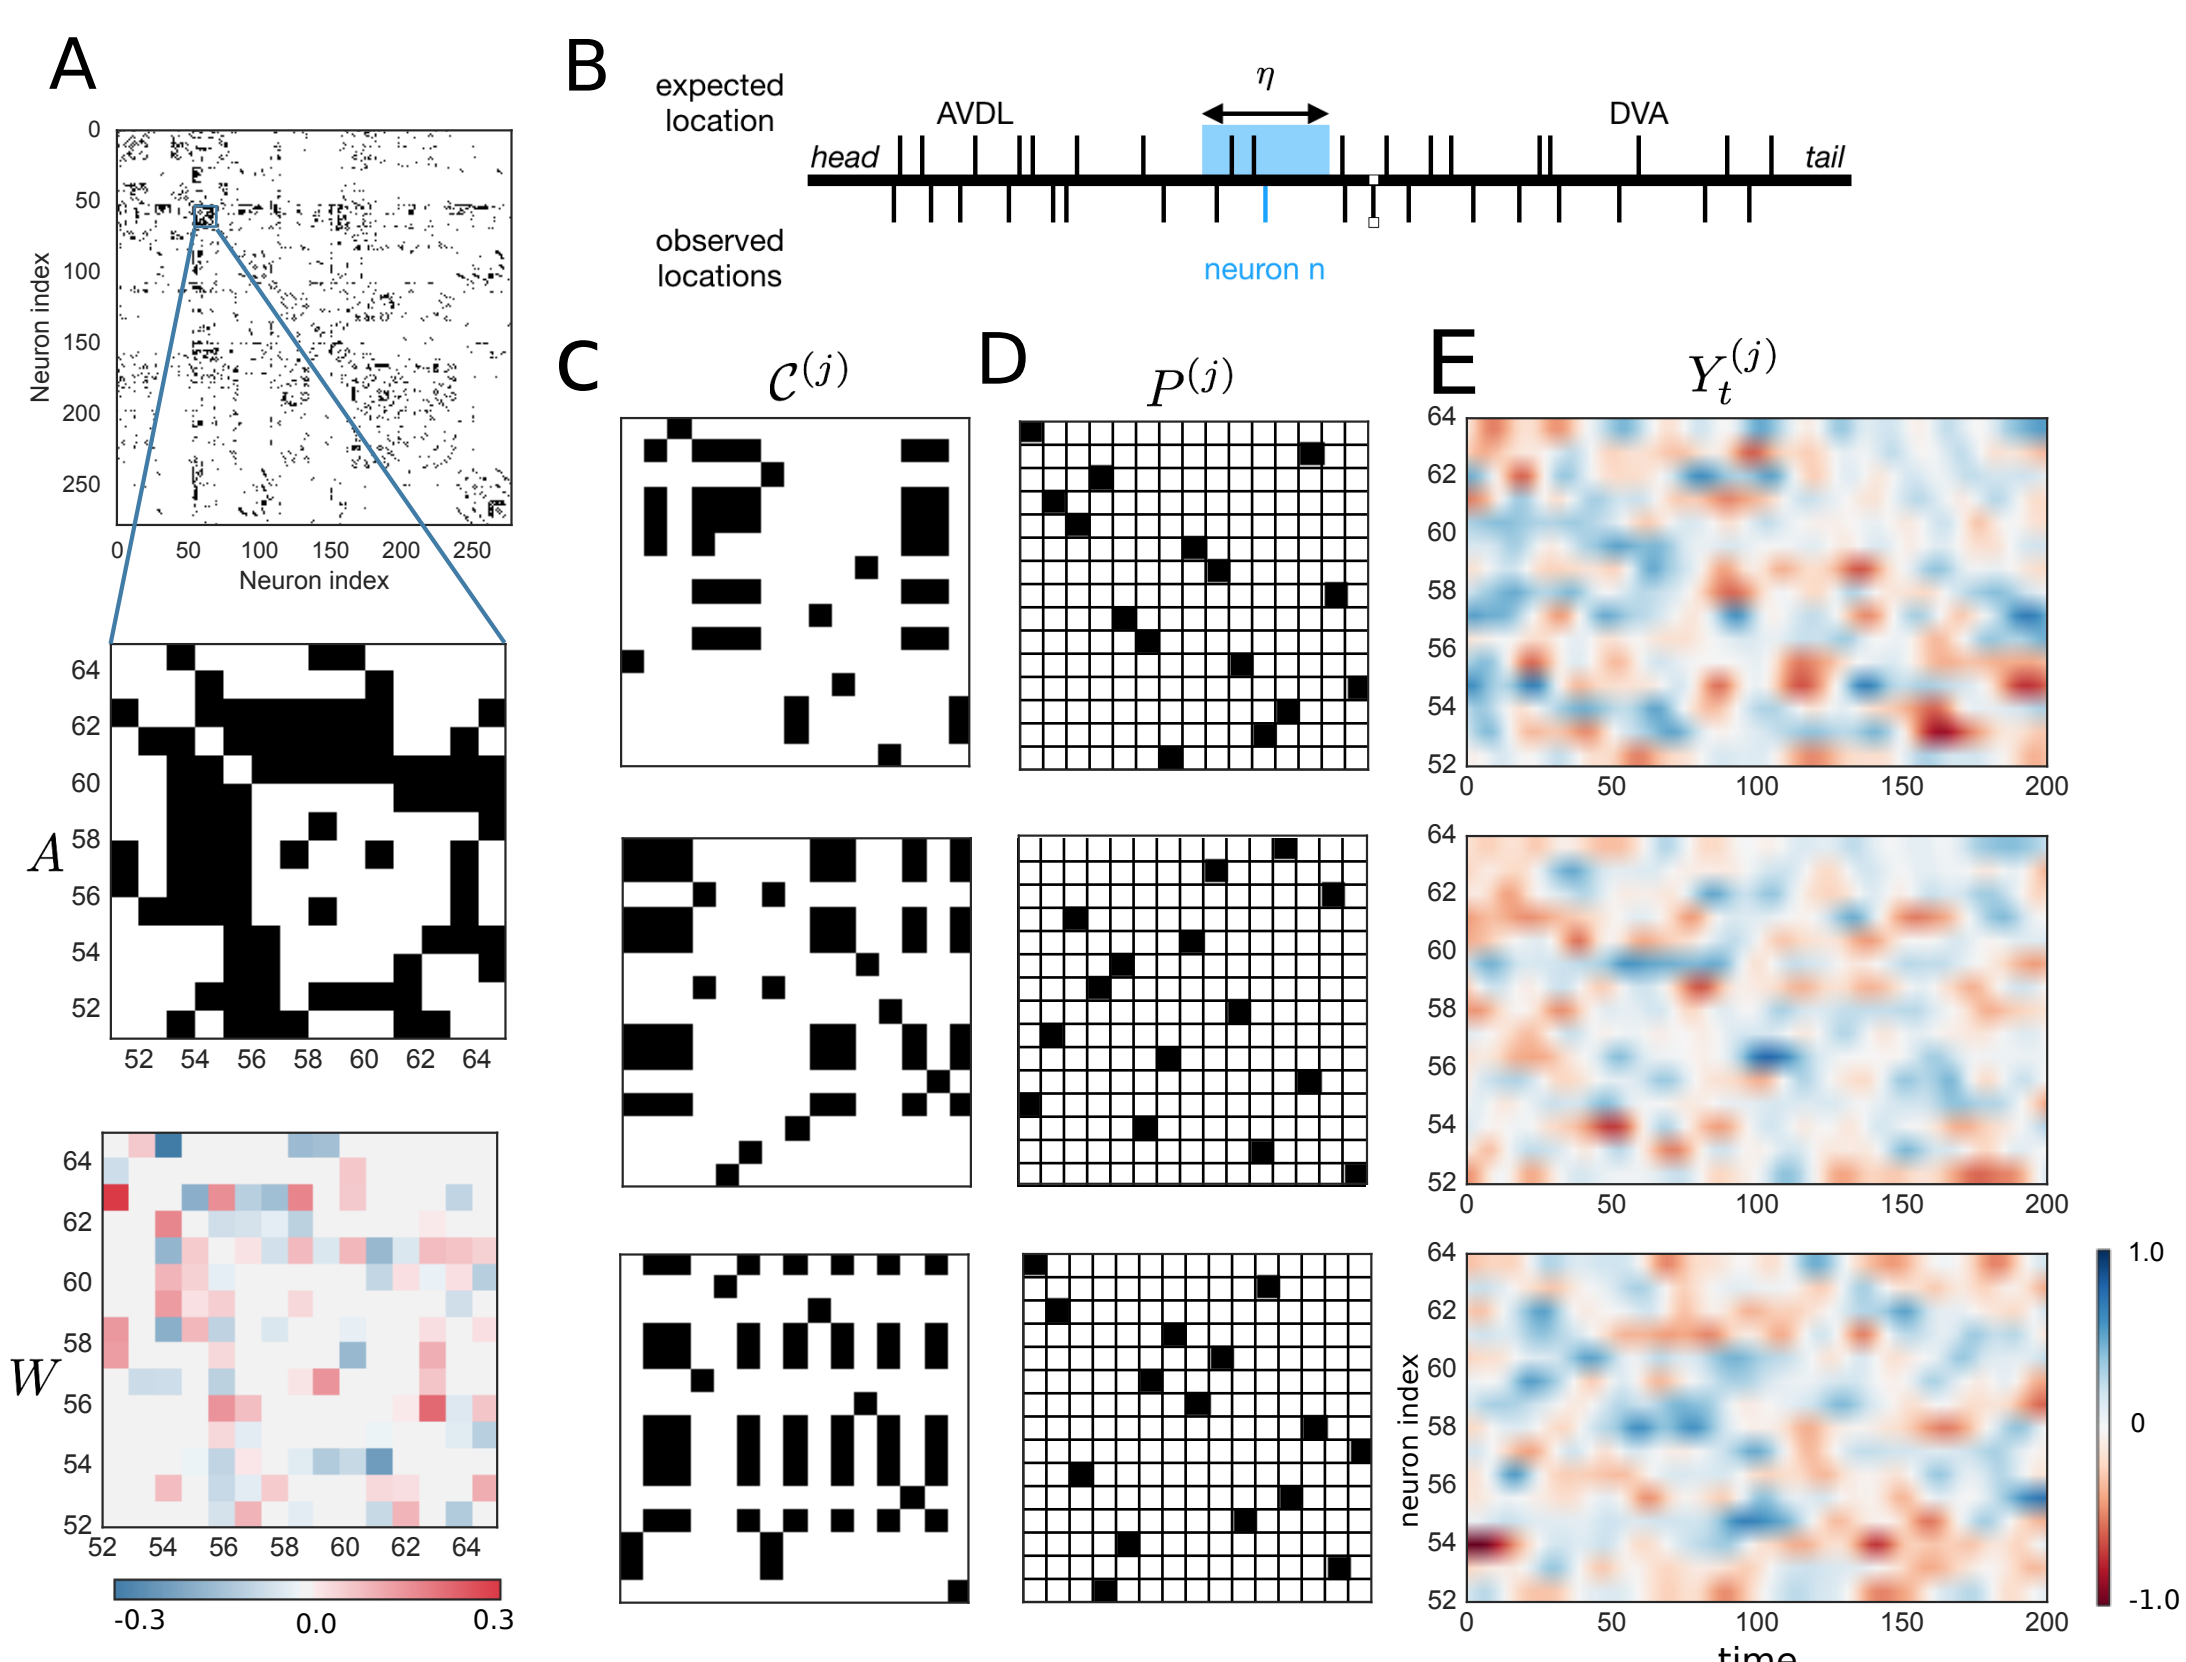 A
0
50
100
150
200
250
Neuron index
0 50 100 150 200 250
Neuron index
A
64
62
60
58
56
54
52
52 54 56 58 60 62 64
W
64
62
60
58
56
54
52
52 54 56 58 60 62 64
-0.3 0.0 0.3
B
expected
location
η
AVDL
DVA
head
tail
observed
locations
neuron n
C
𝒞^(j)
D
P^(j)
E
Y_t^(j)
64
62
60
58
56
54
52
0 50 100 150 200
64
62
60
58
56
54
52
0 50 100 150 200
neuron index
64
62
60
58
56
54
52
0 50 100 150 200
time
1.0
0
-1.0